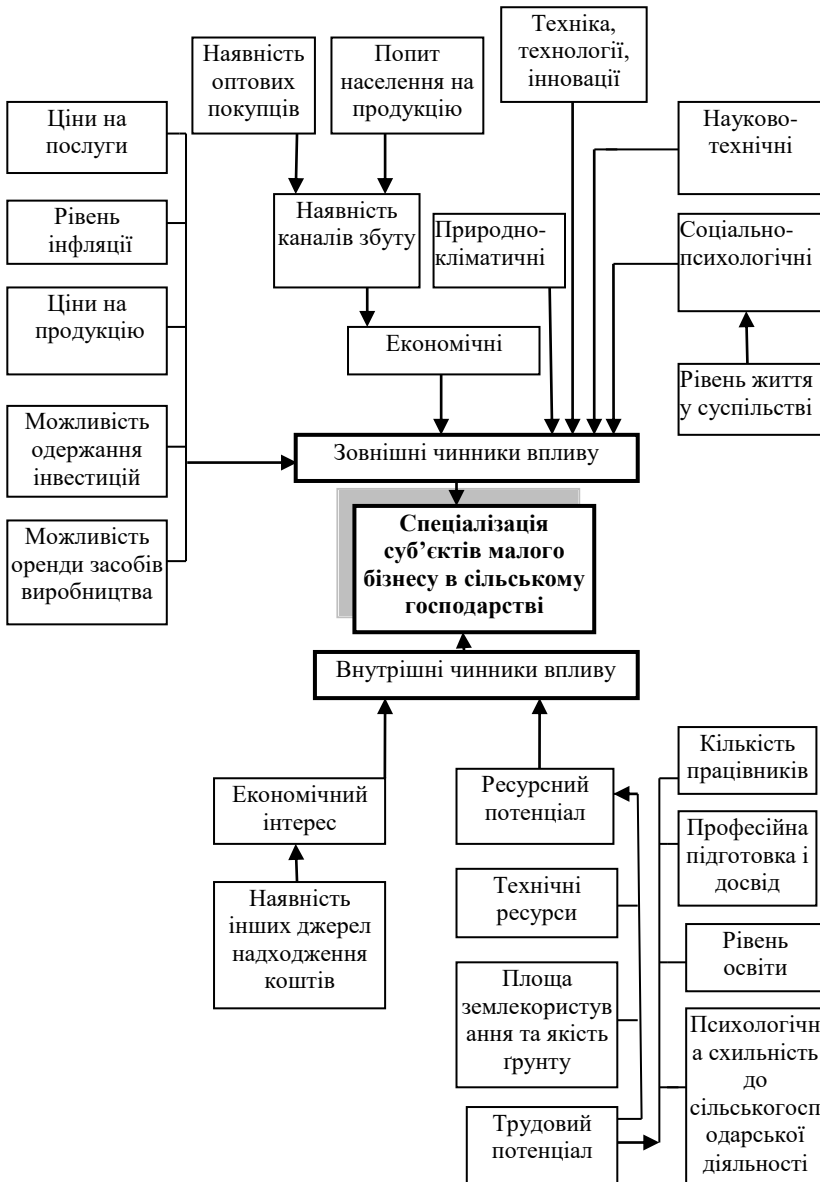 Техніка,
технології,
інновації
Наявність
оптових
покупців
Попит
населення на
продукцію
Ціни на
послуги
Науково-
технічні
Рівень
інфляції
Наявність
каналів збуту
Природно-
кліматичні
Соціально-
психологічні
Ціни на
продукцію
Економічні
Рівень життя
у суспільстві
Можливість
одержання
інвестицій
Зовнішні чинники впливу
Можливість
оренди засобів
виробництва
Спеціалізація
суб’єктів малого
бізнесу в сільському
господарстві
Внутрішні чинники впливу
Кількість
працівників
Економічний
інтерес
Ресурсний
потенціал
Професійна
підготовка і
досвід
Наявність
інших джерел
надходження
коштів
Технічні
ресурси
Рівень
освіти
Площа
землекористув
ання та якість
ґрунту
Психологічн
а схильність
до
сільськогосп
одарської
діяльності
Трудовий
потенціал